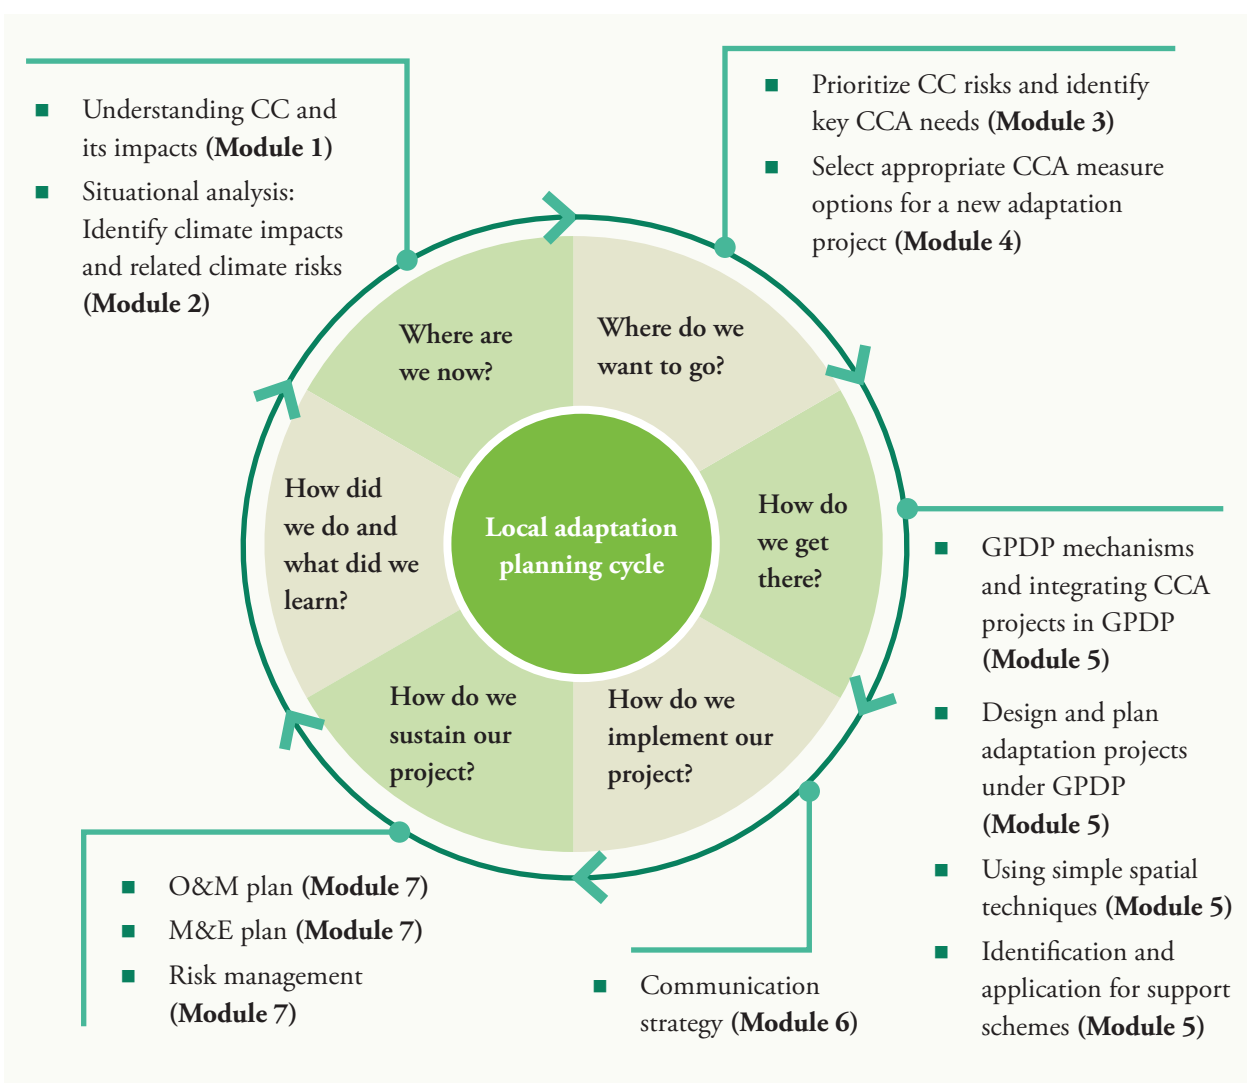 Understanding CC and
its impacts (Module 1)
Situational analysis:
Identify climate impacts
and related climate risks
(Module 2)
Prioritize CC risks and identify
key CCA needs (Module 3)
Select appropriate CCA measure
options for a new adaptation
project (Module 4)
Where are
we now?
Where do we
want to go?
How do
we get
there?
How do we
implement our
project?
How do we
sustain our
project?
How did
we do and
what did we
learn?
Local adaptation
planning cycle
GPDP mechanisms
and integrating CCA
projects in GPDP
(Module 5)
Design and plan
adaptation projects
under GPDP
(Module 5)
Using simple spatial
techniques (Module 5)
Identification and
application for support
schemes (Module 5)
Communication
strategy (Module 6)
O&M plan (Module 7)
M&E plan (Module 7)
Risk management
(Module 7)